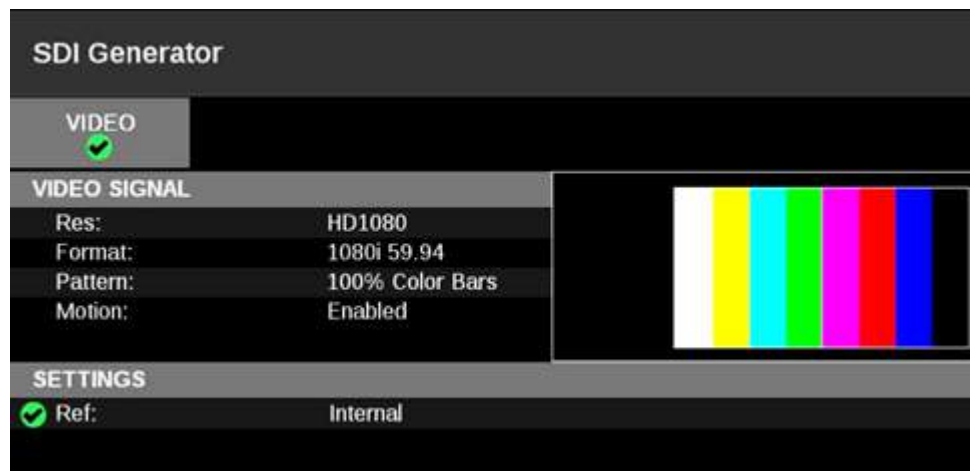 SDI Generator
VIDEO
VIDEO SIGNAL
Res: HD1080
Format: 1080i 59.94
Pattern: 100% Color Bars
Motion: Enabled
SETTINGS
Ref: Internal